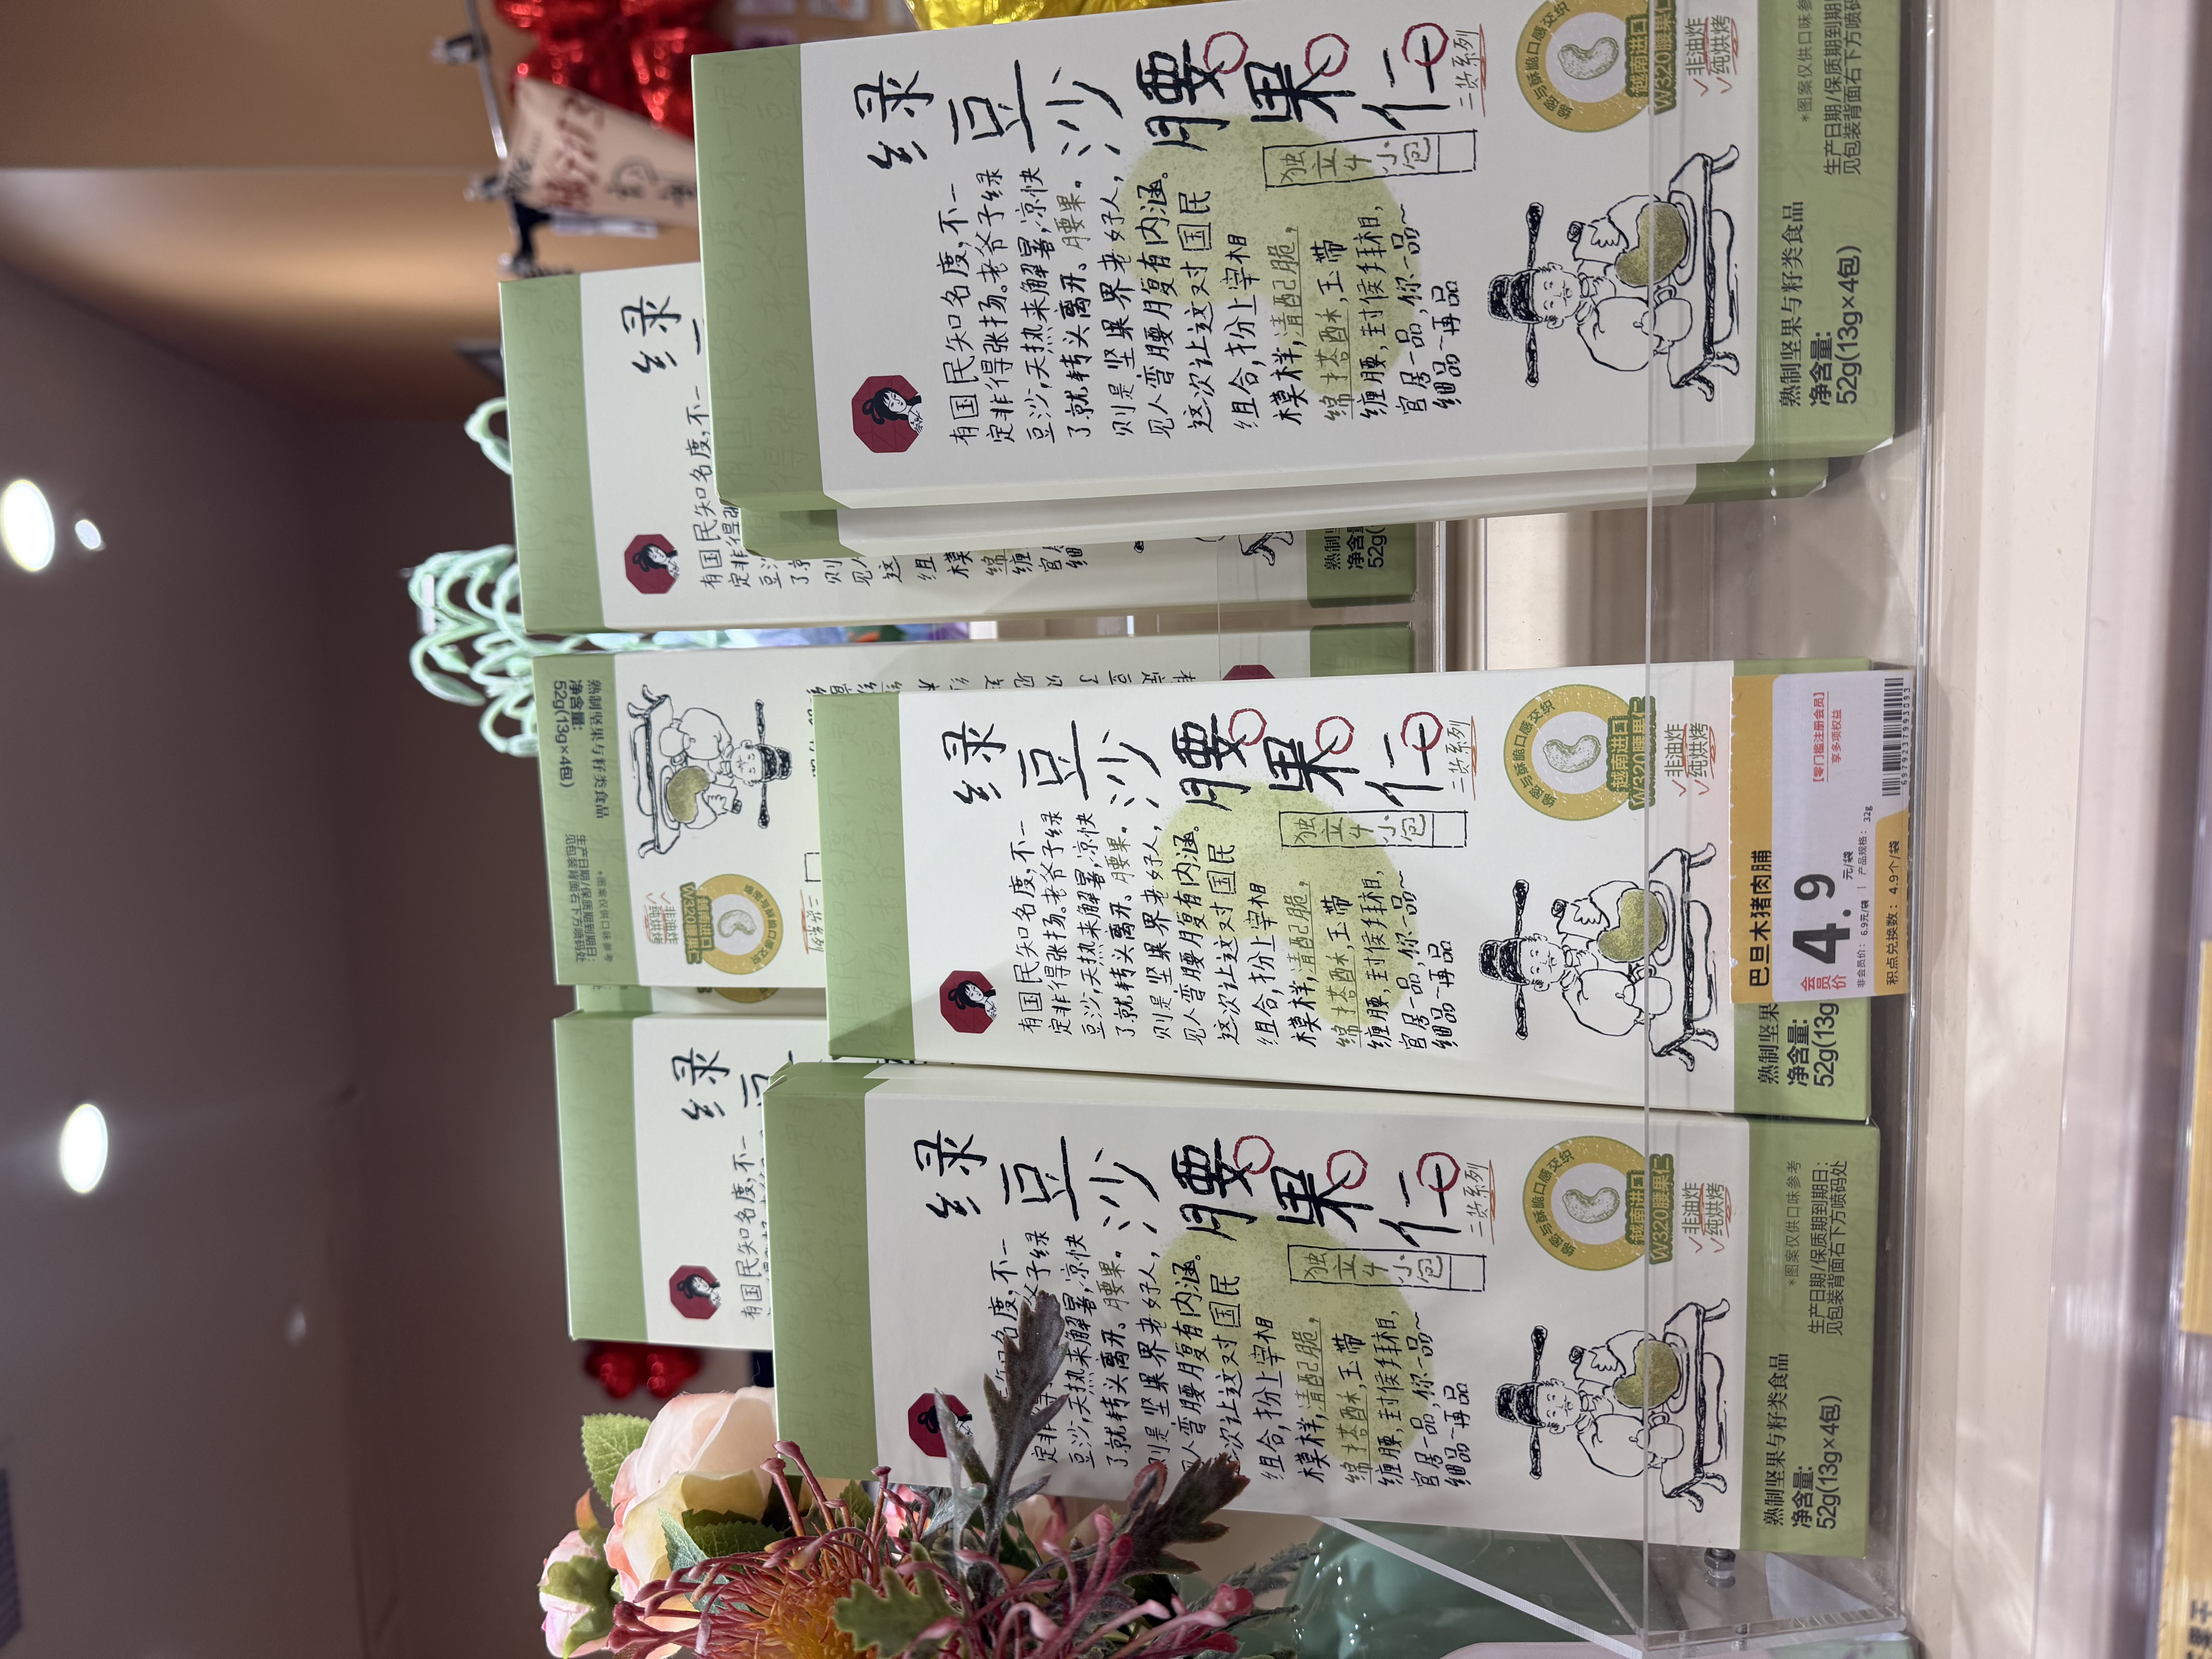 绿豆沙腰果仁
二货系列
独立4小包
有国民知名度,不一
定非得张扬。老爷子绿
豆沙,天热来解暑,凉快
了就转头离开。腰果。
则是坚果界老好人,
见人弯腰腹有内涵。
这次让这对国民
组合,扮上宰相
模样,清配脆,
绵搭酥,玉带
缠腰,封侯拜相,
官居一品,你一品~
细品~再品
绵密与酥脆口感交织
越南进口
W320腰果仁
非油炸
纯烘烤
熟制坚果与籽类食品
净含量:
52g(13g×4包)
*图案仅供口味参考
生产日期/保质期到期日:
见包装背面右下方喷码处
巴旦木猪肉脯
会员价
4.9
元/袋
【零门槛注册会员】
享多项权益
非会员价: 6.9元/袋 | 产品规格: 32g
积点兑换数: 4.9个/袋
6979237993093